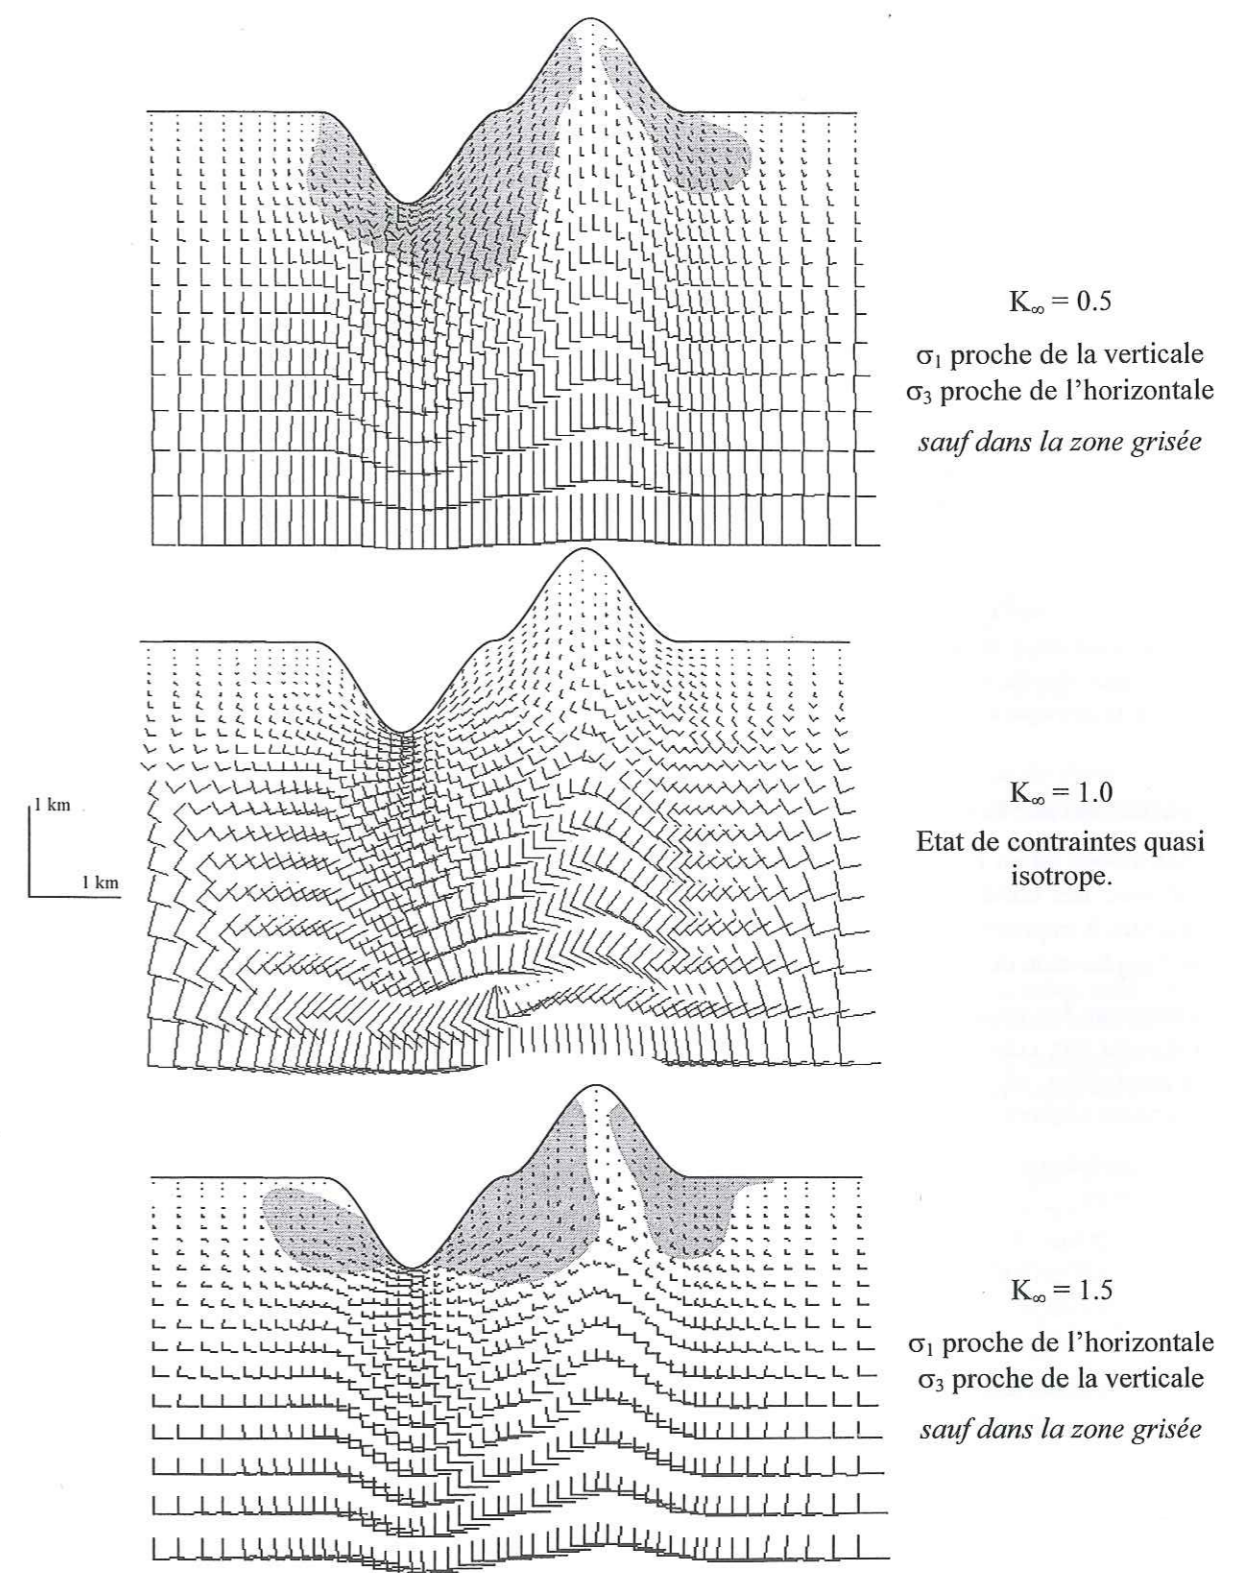 K∞ = 0.5
σ1 proche de la verticale
σ3 proche de l'horizontale
sauf dans la zone grisée
1 km
1 km
K∞ = 1.0
Etat de contraintes quasi
isotrope.
K∞ = 1.5
σ1 proche de l'horizontale
σ3 proche de la verticale
sauf dans la zone grisée